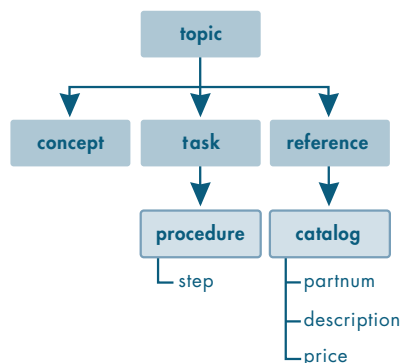 topic
concept task reference
procedure catalog
step partnum
description
price